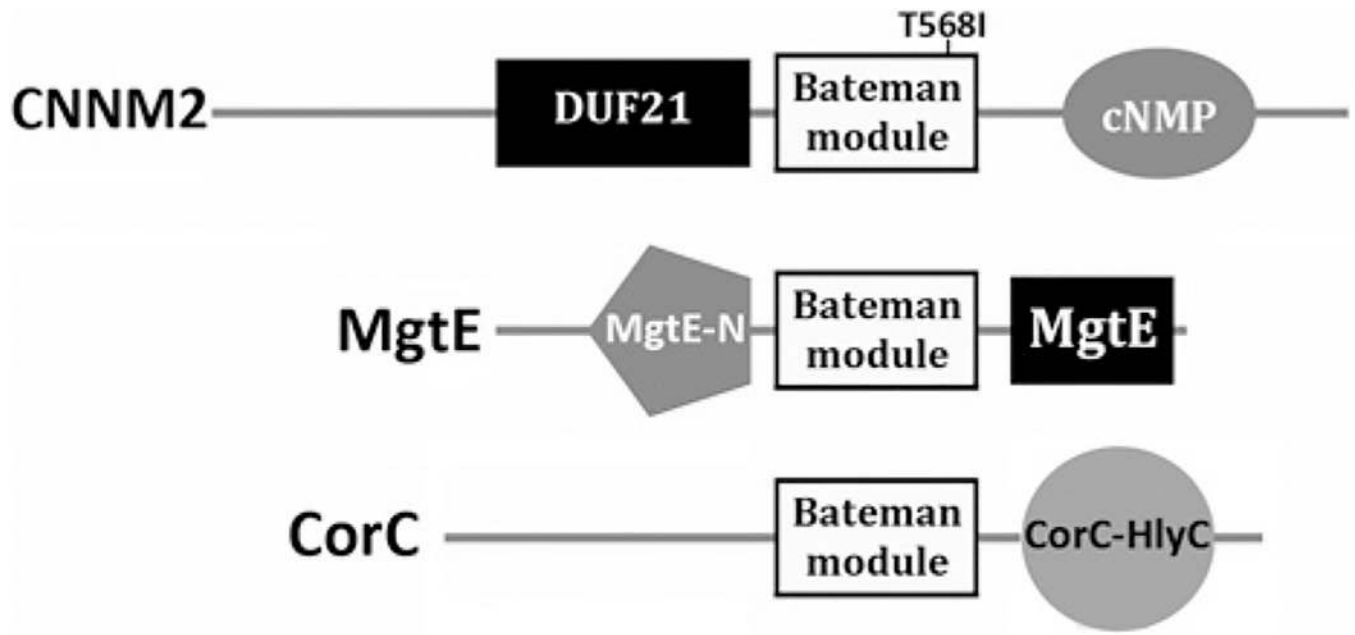 T568I
CNNM2
DUF21
Bateman
module
cNMP
MgtE
MgtE-N
Bateman
module
MgtE
CorC
Bateman
module
CorC-HlyC